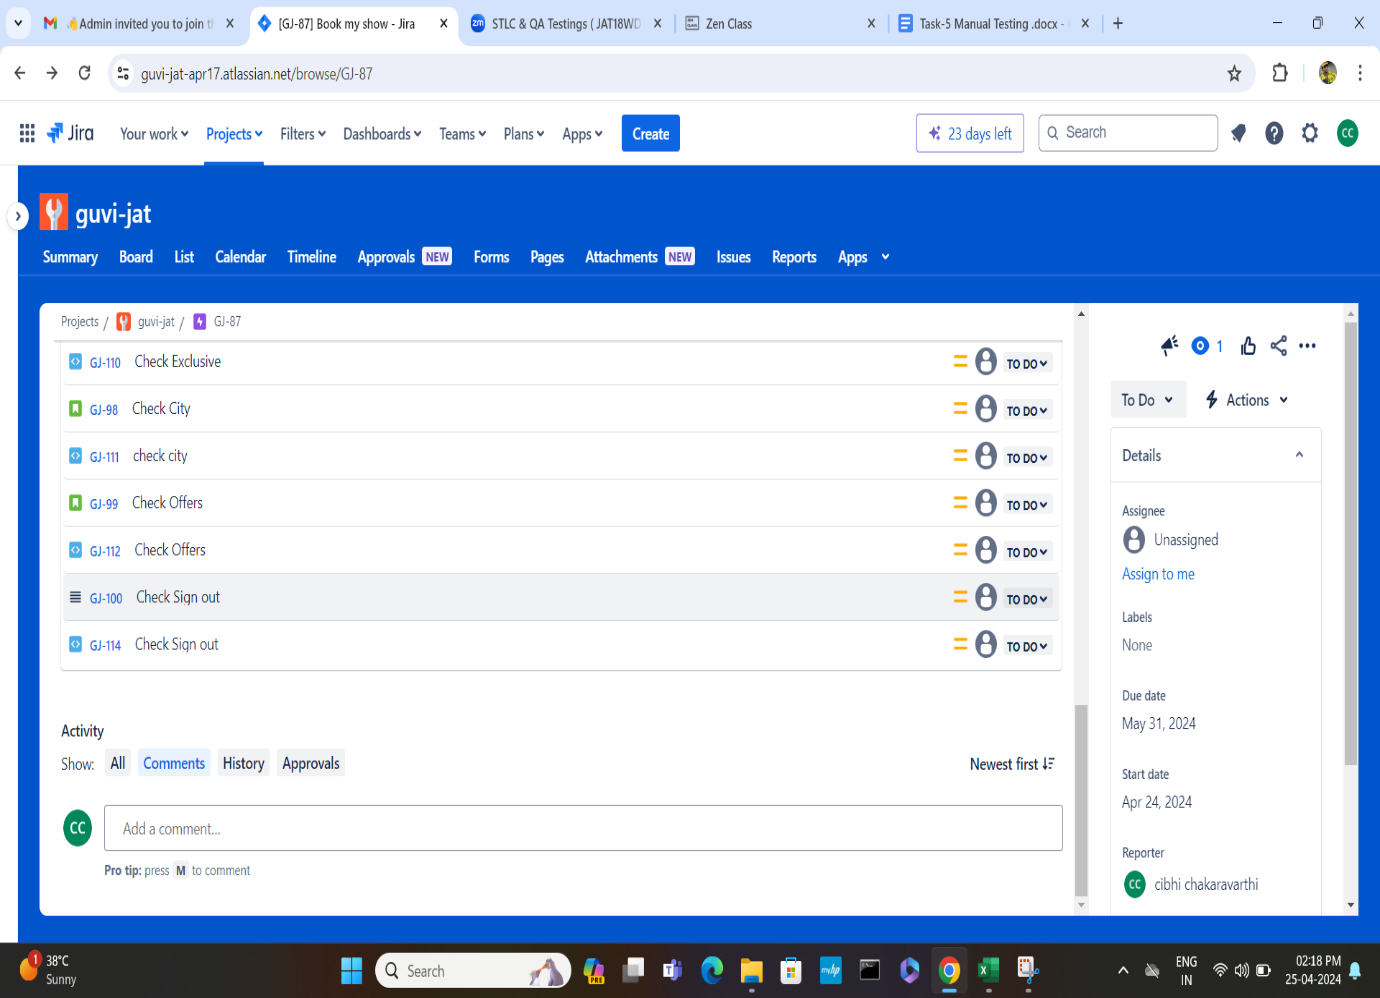 👋Admin invited you to join t
[GJ-87] Book my show - Jira
zm STLC & QA Testings ( JAT18WD
Zen Class
Task-5 Manual Testing .docx -
guvi-jat-apr17.atlassian.net/browse/GJ-87
Jira Your work Projects Filters Dashboards Teams Plans Apps Create 23 days left Search CC
guvi-jat
Summary Board List Calendar Timeline Approvals NEW Forms Pages Attachments NEW Issues Reports Apps
Projects / guvi-jat / GJ-87
GJ-110 Check Exclusive TO DO
GJ-98 Check City TO DO
GJ-111 check city TO DO
GJ-99 Check Offers TO DO
GJ-112 Check Offers TO DO
GJ-100 Check Sign out TO DO
GJ-114 Check Sign out TO DO
Activity
Show: All Comments History Approvals Newest first
CC Add a comment...
Pro tip: press M to comment
1
To Do Actions
Details
Assignee
Unassigned
Assign to me
Labels
None
Due date
May 31, 2024
Start date
Apr 24, 2024
Reporter
CC cibhi chakaravarthi
1 38°C
Sunny
Search
PRE
myhp
ENG
IN
02:18 PM
25-04-2024